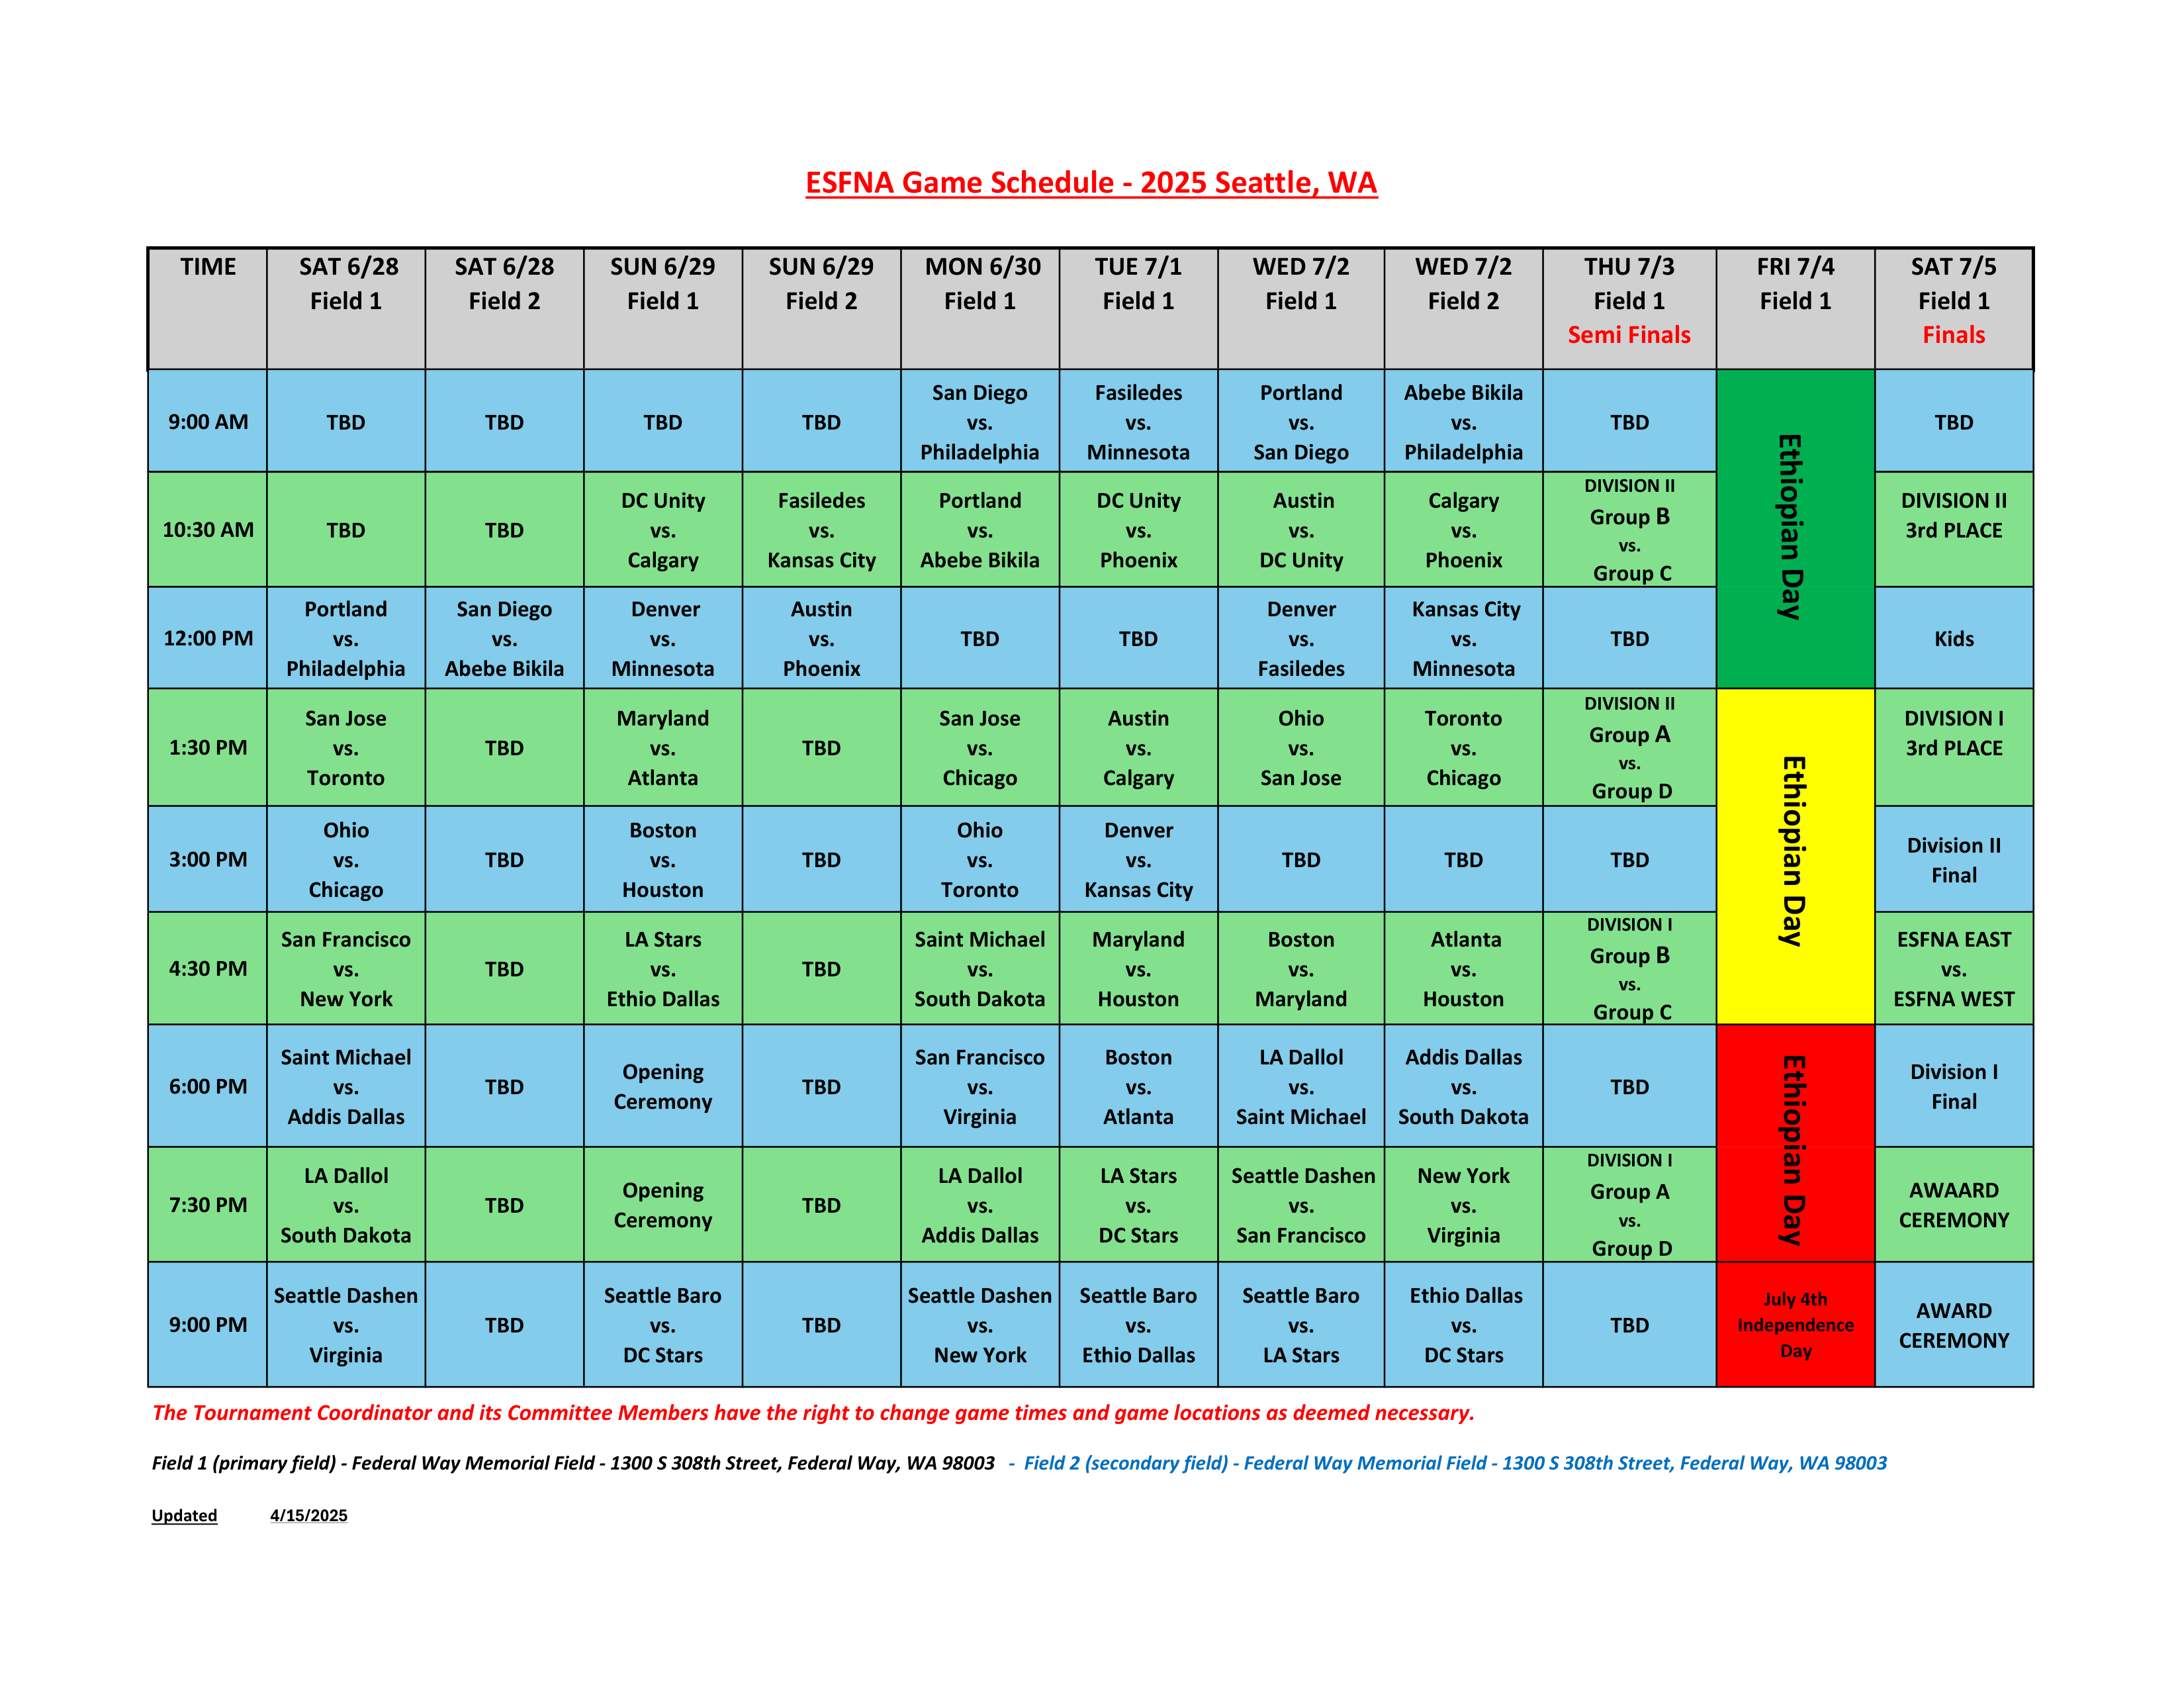 ESFNA Game Schedule - 2025 Seattle, WA
TIME | SAT 6/28 Field 1 | SAT 6/28 Field 2 | SUN 6/29 Field 1 | SUN 6/29 Field 2 | MON 6/30 Field 1 | TUE 7/1 Field 1 | WED 7/2 Field 1 | WED 7/2 Field 2 | THU 7/3 Field 1 Semi Finals | FRI 7/4 Field 1 | SAT 7/5 Field 1 Finals
9:00 AM | TBD | TBD | TBD | TBD | San Diego vs. Philadelphia | Fasiledes vs. Minnesota | Portland vs. San Diego | Abebe Bikila vs. Philadelphia | TBD | Ethiopian Day | TBD
10:30 AM | TBD | TBD | DC Unity vs. Calgary | Fasiledes vs. Kansas City | Portland vs. Abebe Bikila | DC Unity vs. Phoenix | Austin vs. DC Unity | Calgary vs. Phoenix | DIVISION II Group B vs. Group C | DIVISION II 3rd PLACE
12:00 PM | Portland vs. Philadelphia | San Diego vs. Abebe Bikila | Denver vs. Minnesota | Austin vs. Phoenix | TBD | TBD | Denver vs. Fasiledes | Kansas City vs. Minnesota | TBD | Kids
1:30 PM | San Jose vs. Toronto | TBD | Maryland vs. Atlanta | TBD | San Jose vs. Chicago | Austin vs. Calgary | Ohio vs. San Jose | Toronto vs. Chicago | DIVISION II Group A vs. Group D | Ethiopian Day | DIVISION I 3rd PLACE
3:00 PM | Ohio vs. Chicago | TBD | Boston vs. Houston | TBD | Ohio vs. Toronto | Denver vs. Kansas City | TBD | TBD | TBD | Division II Final
4:30 PM | San Francisco vs. New York | TBD | LA Stars vs. Ethio Dallas | TBD | Saint Michael vs. South Dakota | Maryland vs. Houston | Boston vs. Maryland | Atlanta vs. Houston | DIVISION I Group B vs. Group C | ESFNA EAST vs. ESFNA WEST
6:00 PM | Saint Michael vs. Addis Dallas | TBD | Opening Ceremony | TBD | San Francisco vs. Virginia | Boston vs. Atlanta | LA Dallol vs. Saint Michael | Addis Dallas vs. South Dakota | TBD | Ethiopian Day | Division I Final
7:30 PM | LA Dallol vs. South Dakota | TBD | Opening Ceremony | TBD | LA Dallol vs. Addis Dallas | LA Stars vs. DC Stars | Seattle Dashen vs. San Francisco | New York vs. Virginia | DIVISION I Group A vs. Group D | AWAARD CEREMONY
9:00 PM | Seattle Dashen vs. Virginia | TBD | Seattle Baro vs. DC Stars | TBD | Seattle Dashen vs. New York | Seattle Baro vs. Ethio Dallas | Seattle Baro vs. LA Stars | Ethio Dallas vs. DC Stars | TBD | July 4th Independence Day | AWARD CEREMONY
The Tournament Coordinator and its Committee Members have the right to change game times and game locations as deemed necessary.
Field 1 (primary field) - Federal Way Memorial Field - 1300 S 308th Street, Federal Way, WA 98003 - Field 2 (secondary field) - Federal Way Memorial Field - 1300 S 308th Street, Federal Way, WA 98003
Updated 4/15/2025